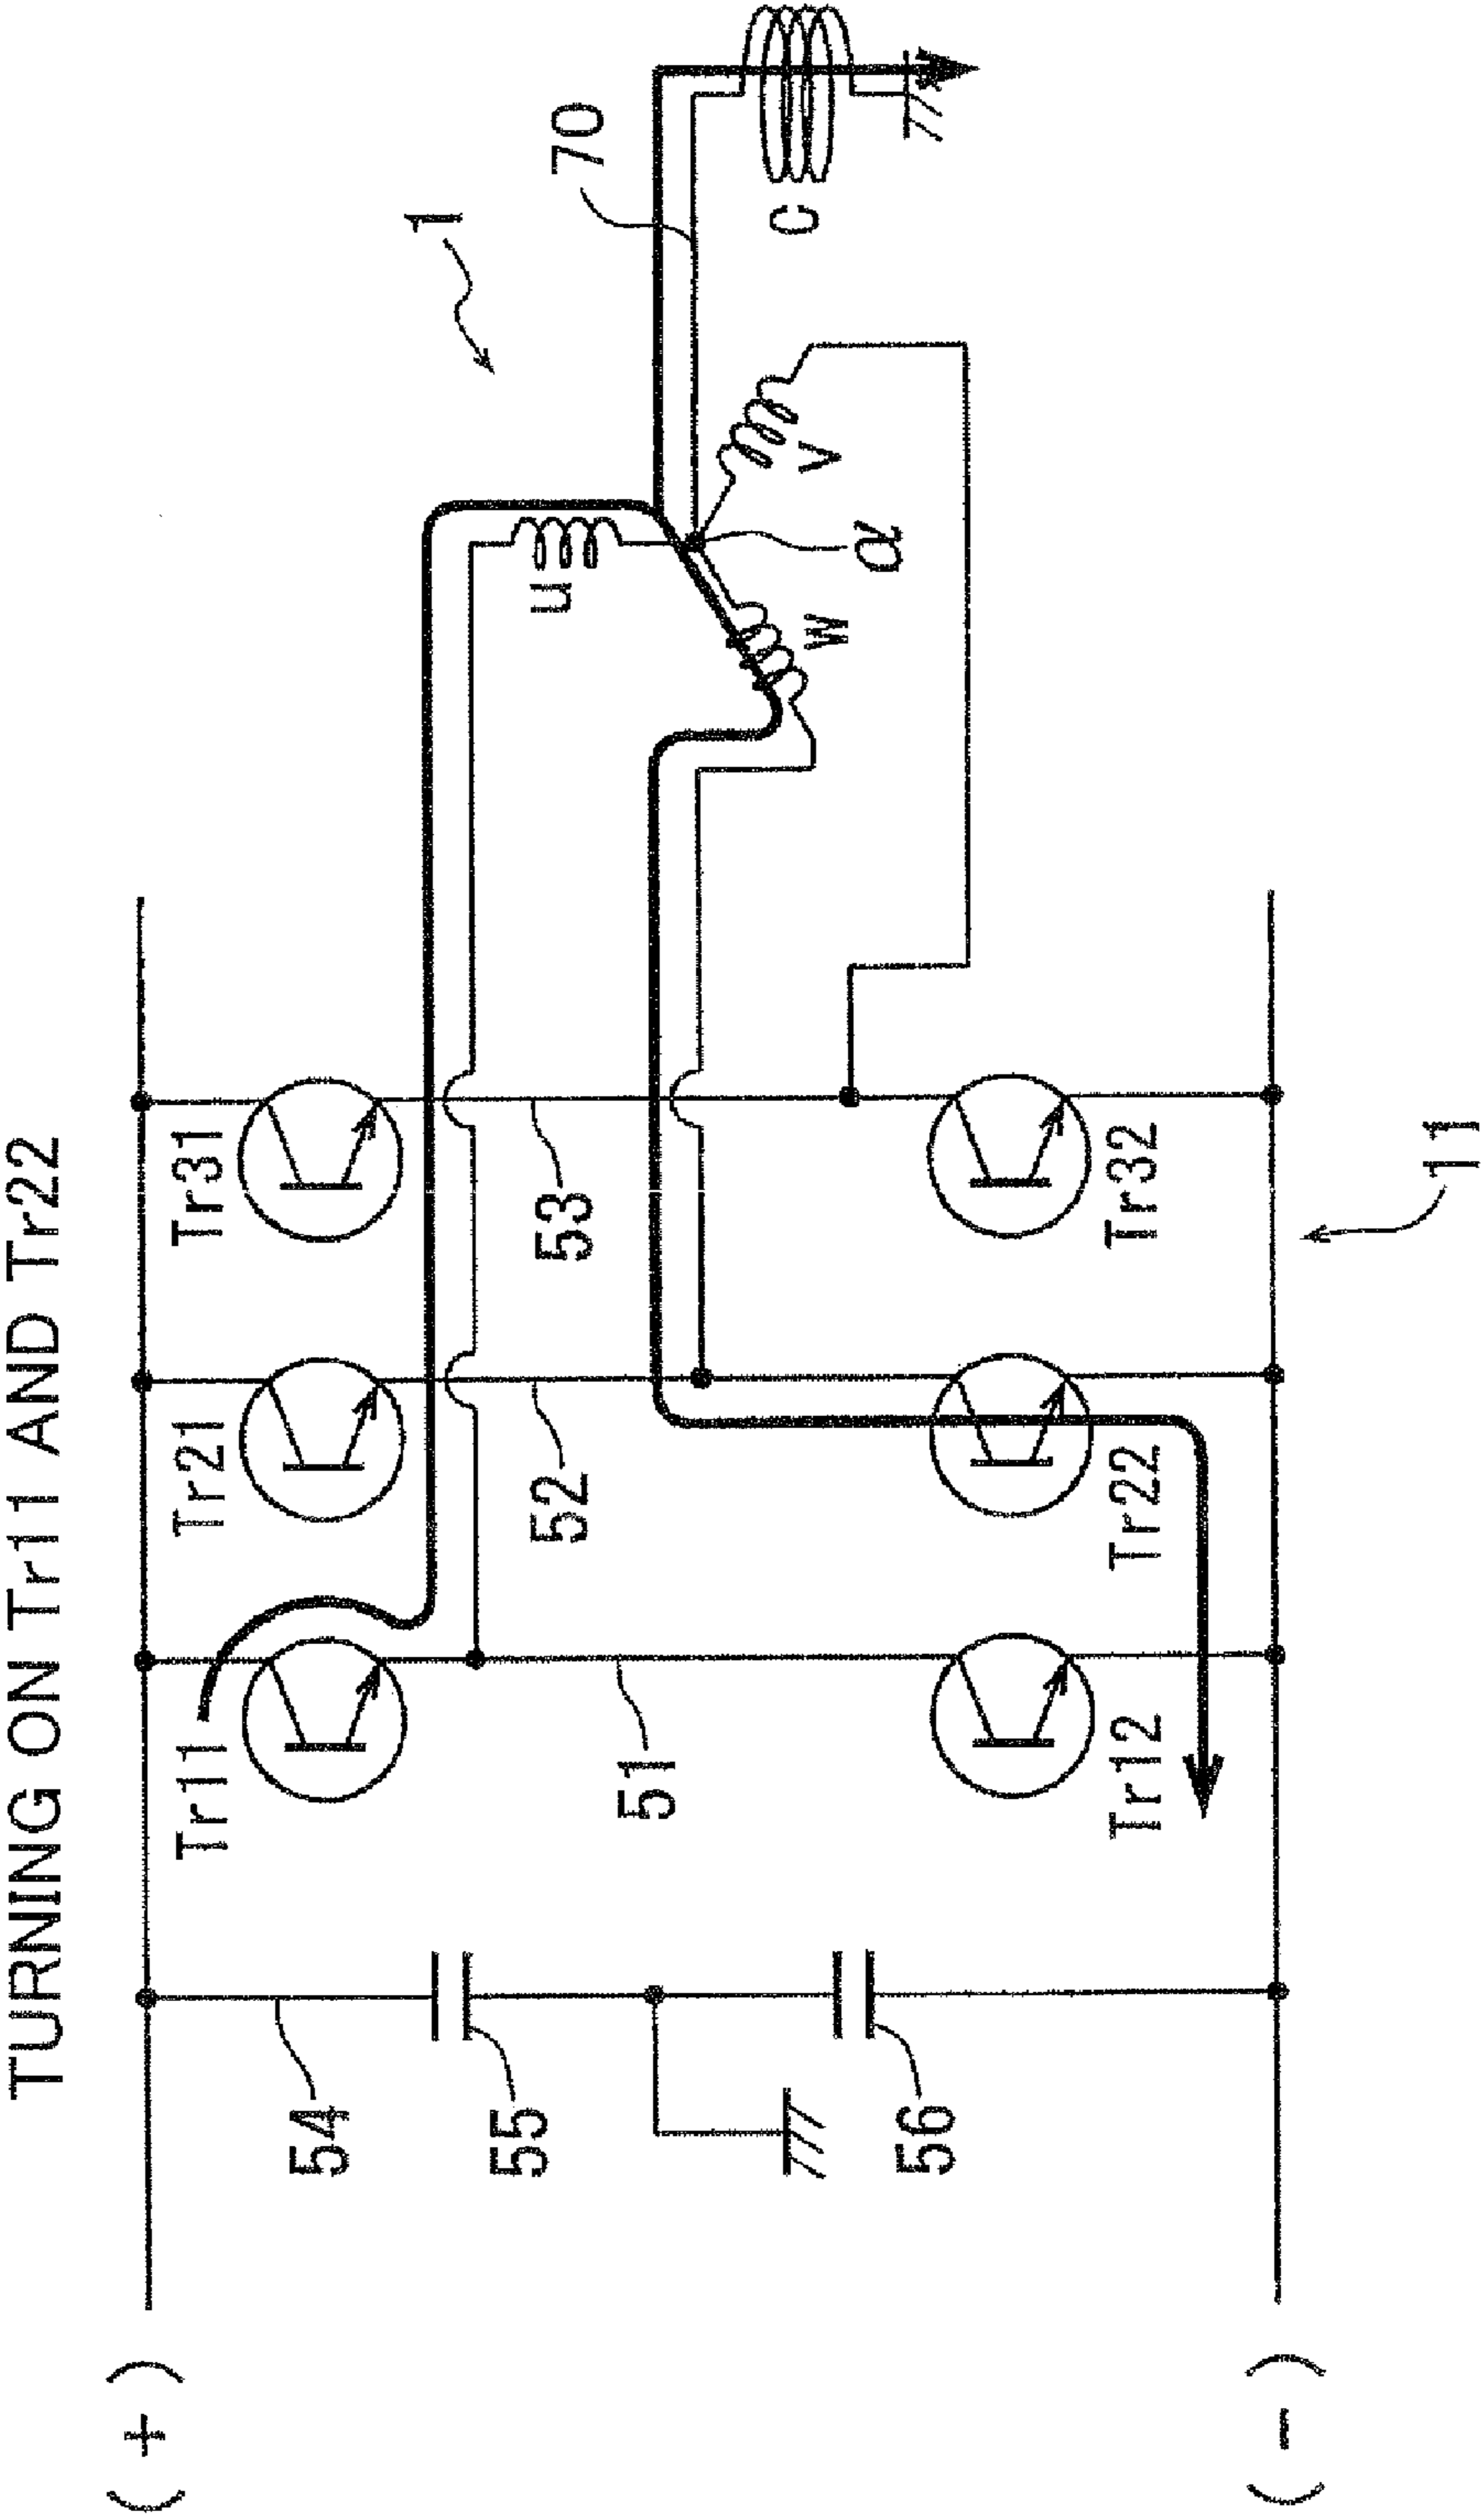 TURNING ON Tr11 AND Tr22
(+)
Tr11
Tr21
Tr31
1
54
55
51
52
53
u
w
v
α
70
C
56
Tr12
Tr22
Tr32
11
(-)